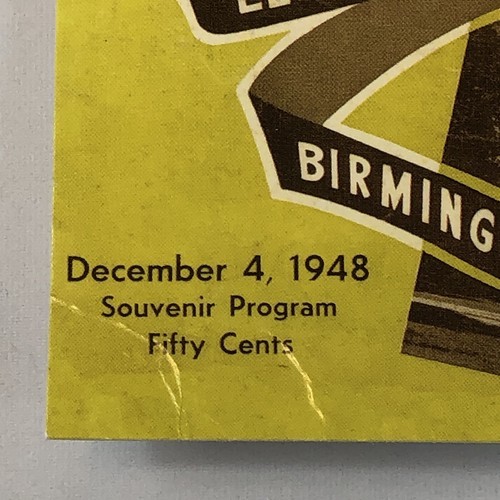 BIRMING
December 4, 1948
Souvenir Program
Fifty Cents